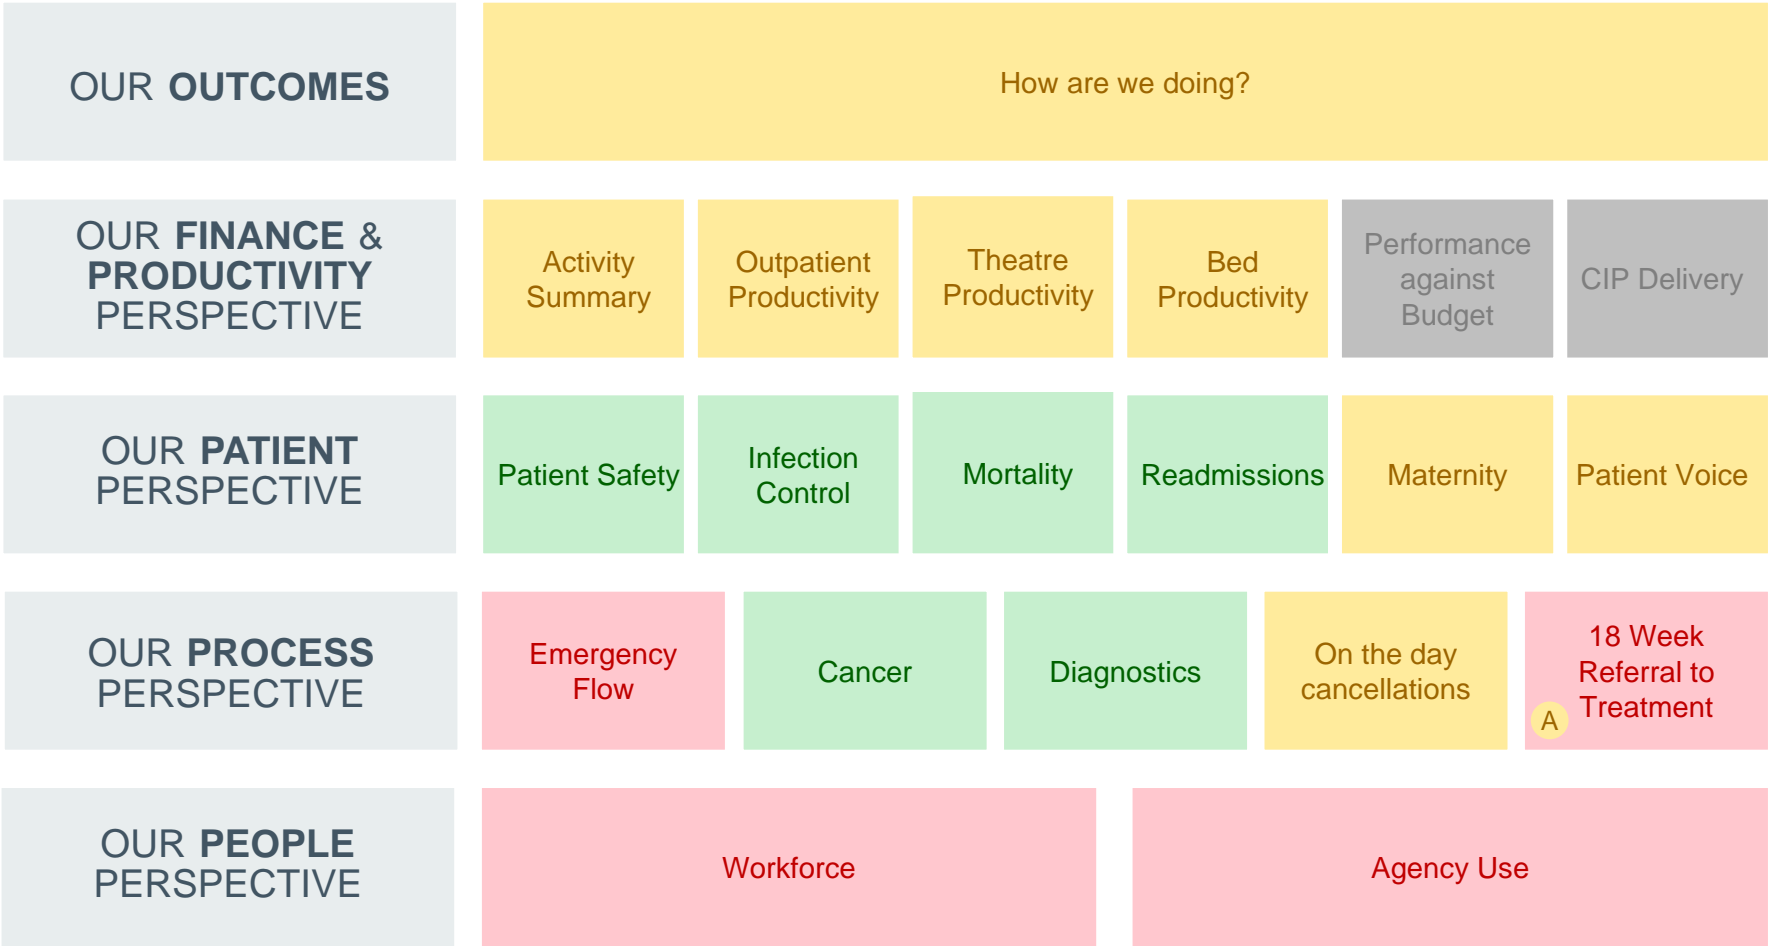 OUR OUTCOMES
How are we doing?
OUR FINANCE &
PRODUCTIVITY
PERSPECTIVE
Activity
Summary
Outpatient
Productivity
Theatre
Productivity
Bed
Productivity
Performance
against
Budget
CIP Delivery
OUR PATIENT
PERSPECTIVE
Patient Safety
Infection
Control
Mortality
Readmissions
Maternity
Patient Voice
OUR PROCESS
PERSPECTIVE
Emergency
Flow
Cancer
Diagnostics
On the day
cancellations
18 Week
Referral to
Treatment
A
OUR PEOPLE
PERSPECTIVE
Workforce
Agency Use